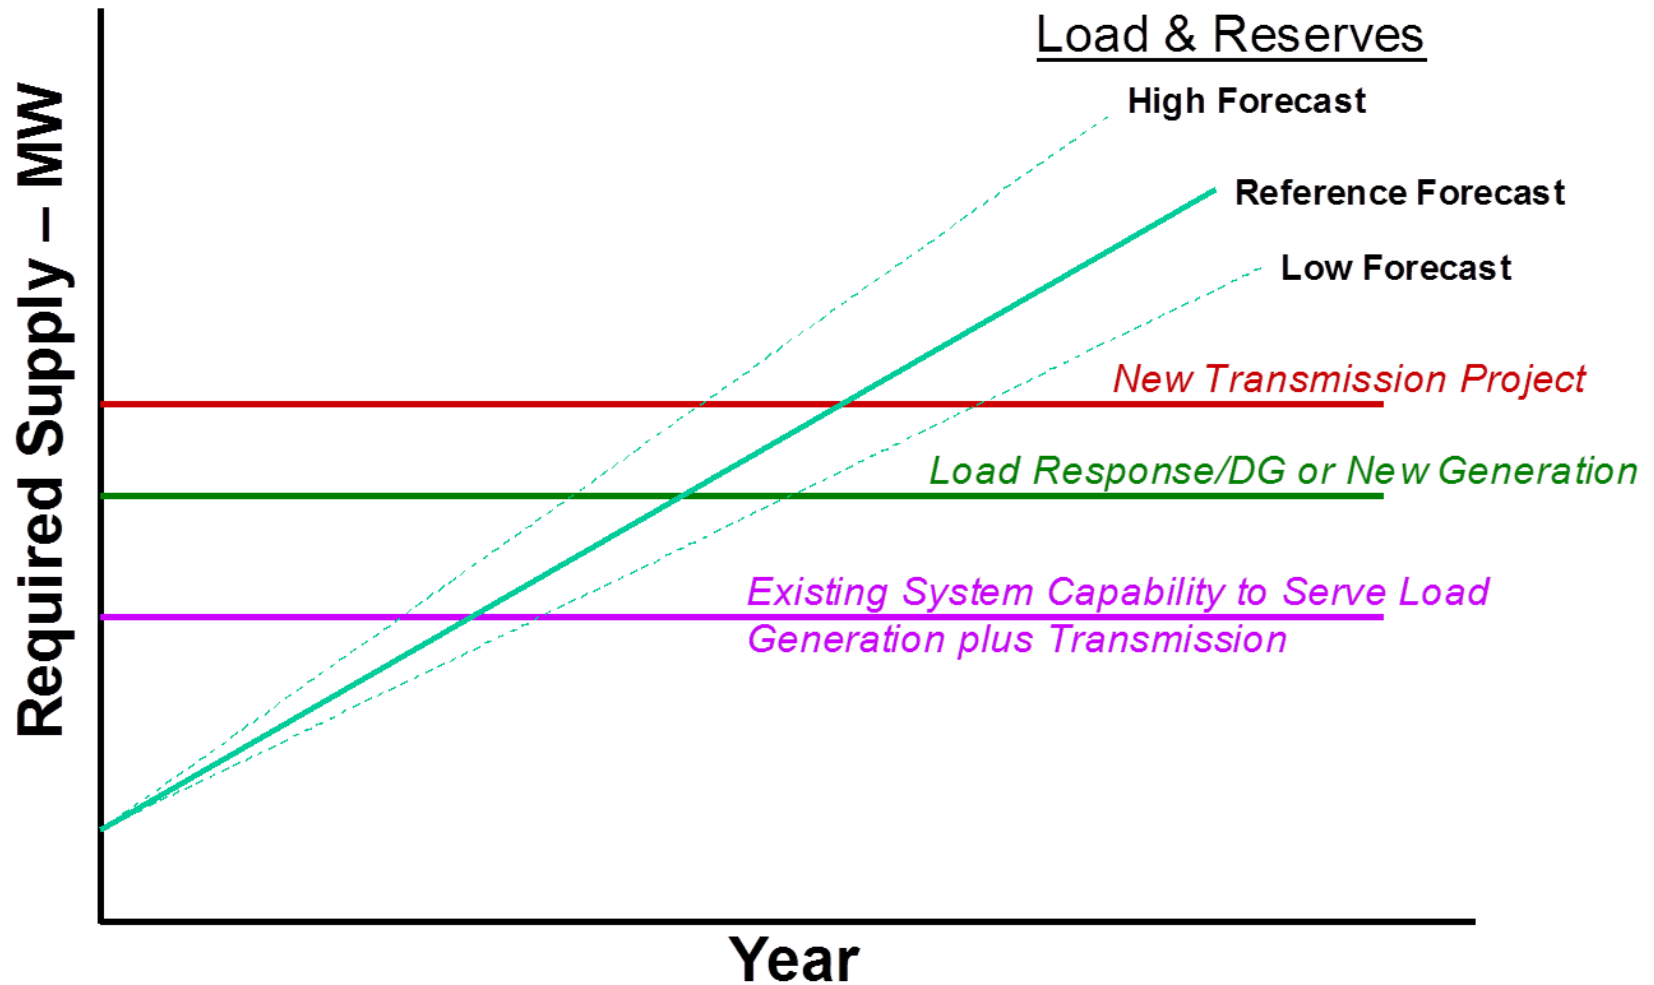 Load & Reserves
High Forecast
Reference Forecast
Low Forecast
New Transmission Project
Load Response/DG or New Generation
Existing System Capability to Serve Load
Generation plus Transmission
Required Supply – MW
Year